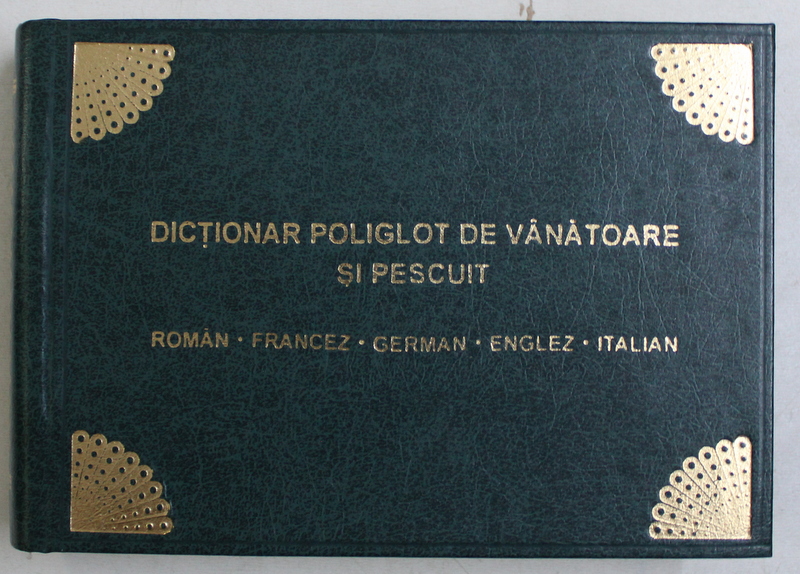 DICȚIONAR POLIGLOT DE VÂNĂTOARE
ȘI PESCUIT
ROMÂN • FRANCEZ • GERMAN • ENGLEZ • ITALIAN